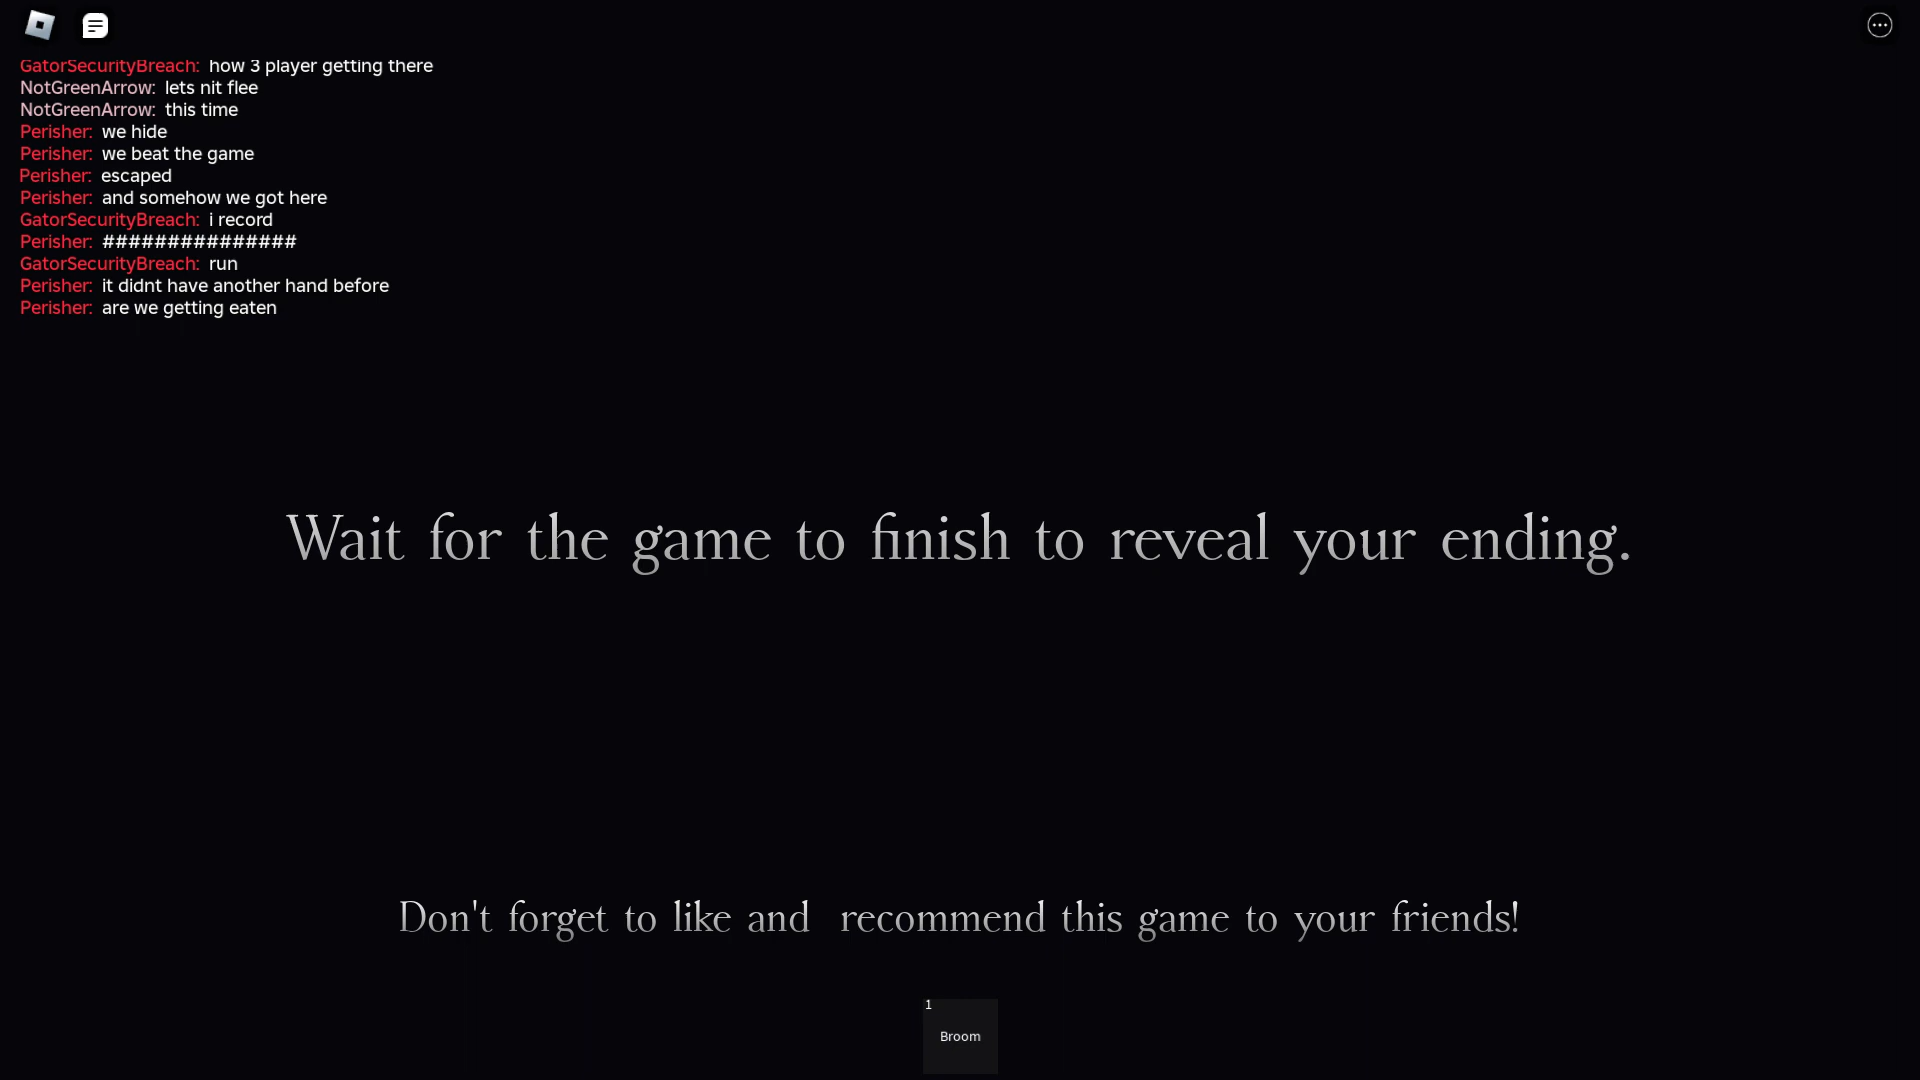 GatorSecurityBreach: how 3 player getting there
NotGreenArrow: lets nit flee
NotGreenArrow: this time
Perisher: we hide
Perisher: we beat the game
Perisher: escaped
Perisher: and somehow we got here
GatorSecurityBreach: i record
Perisher: ###############
GatorSecurityBreach: run
Perisher: it didnt have another hand before
Perisher: are we getting eaten
Wait for the game to finish to reveal your ending.
Don't forget to like and recommend this game to your friends!
1
Broom